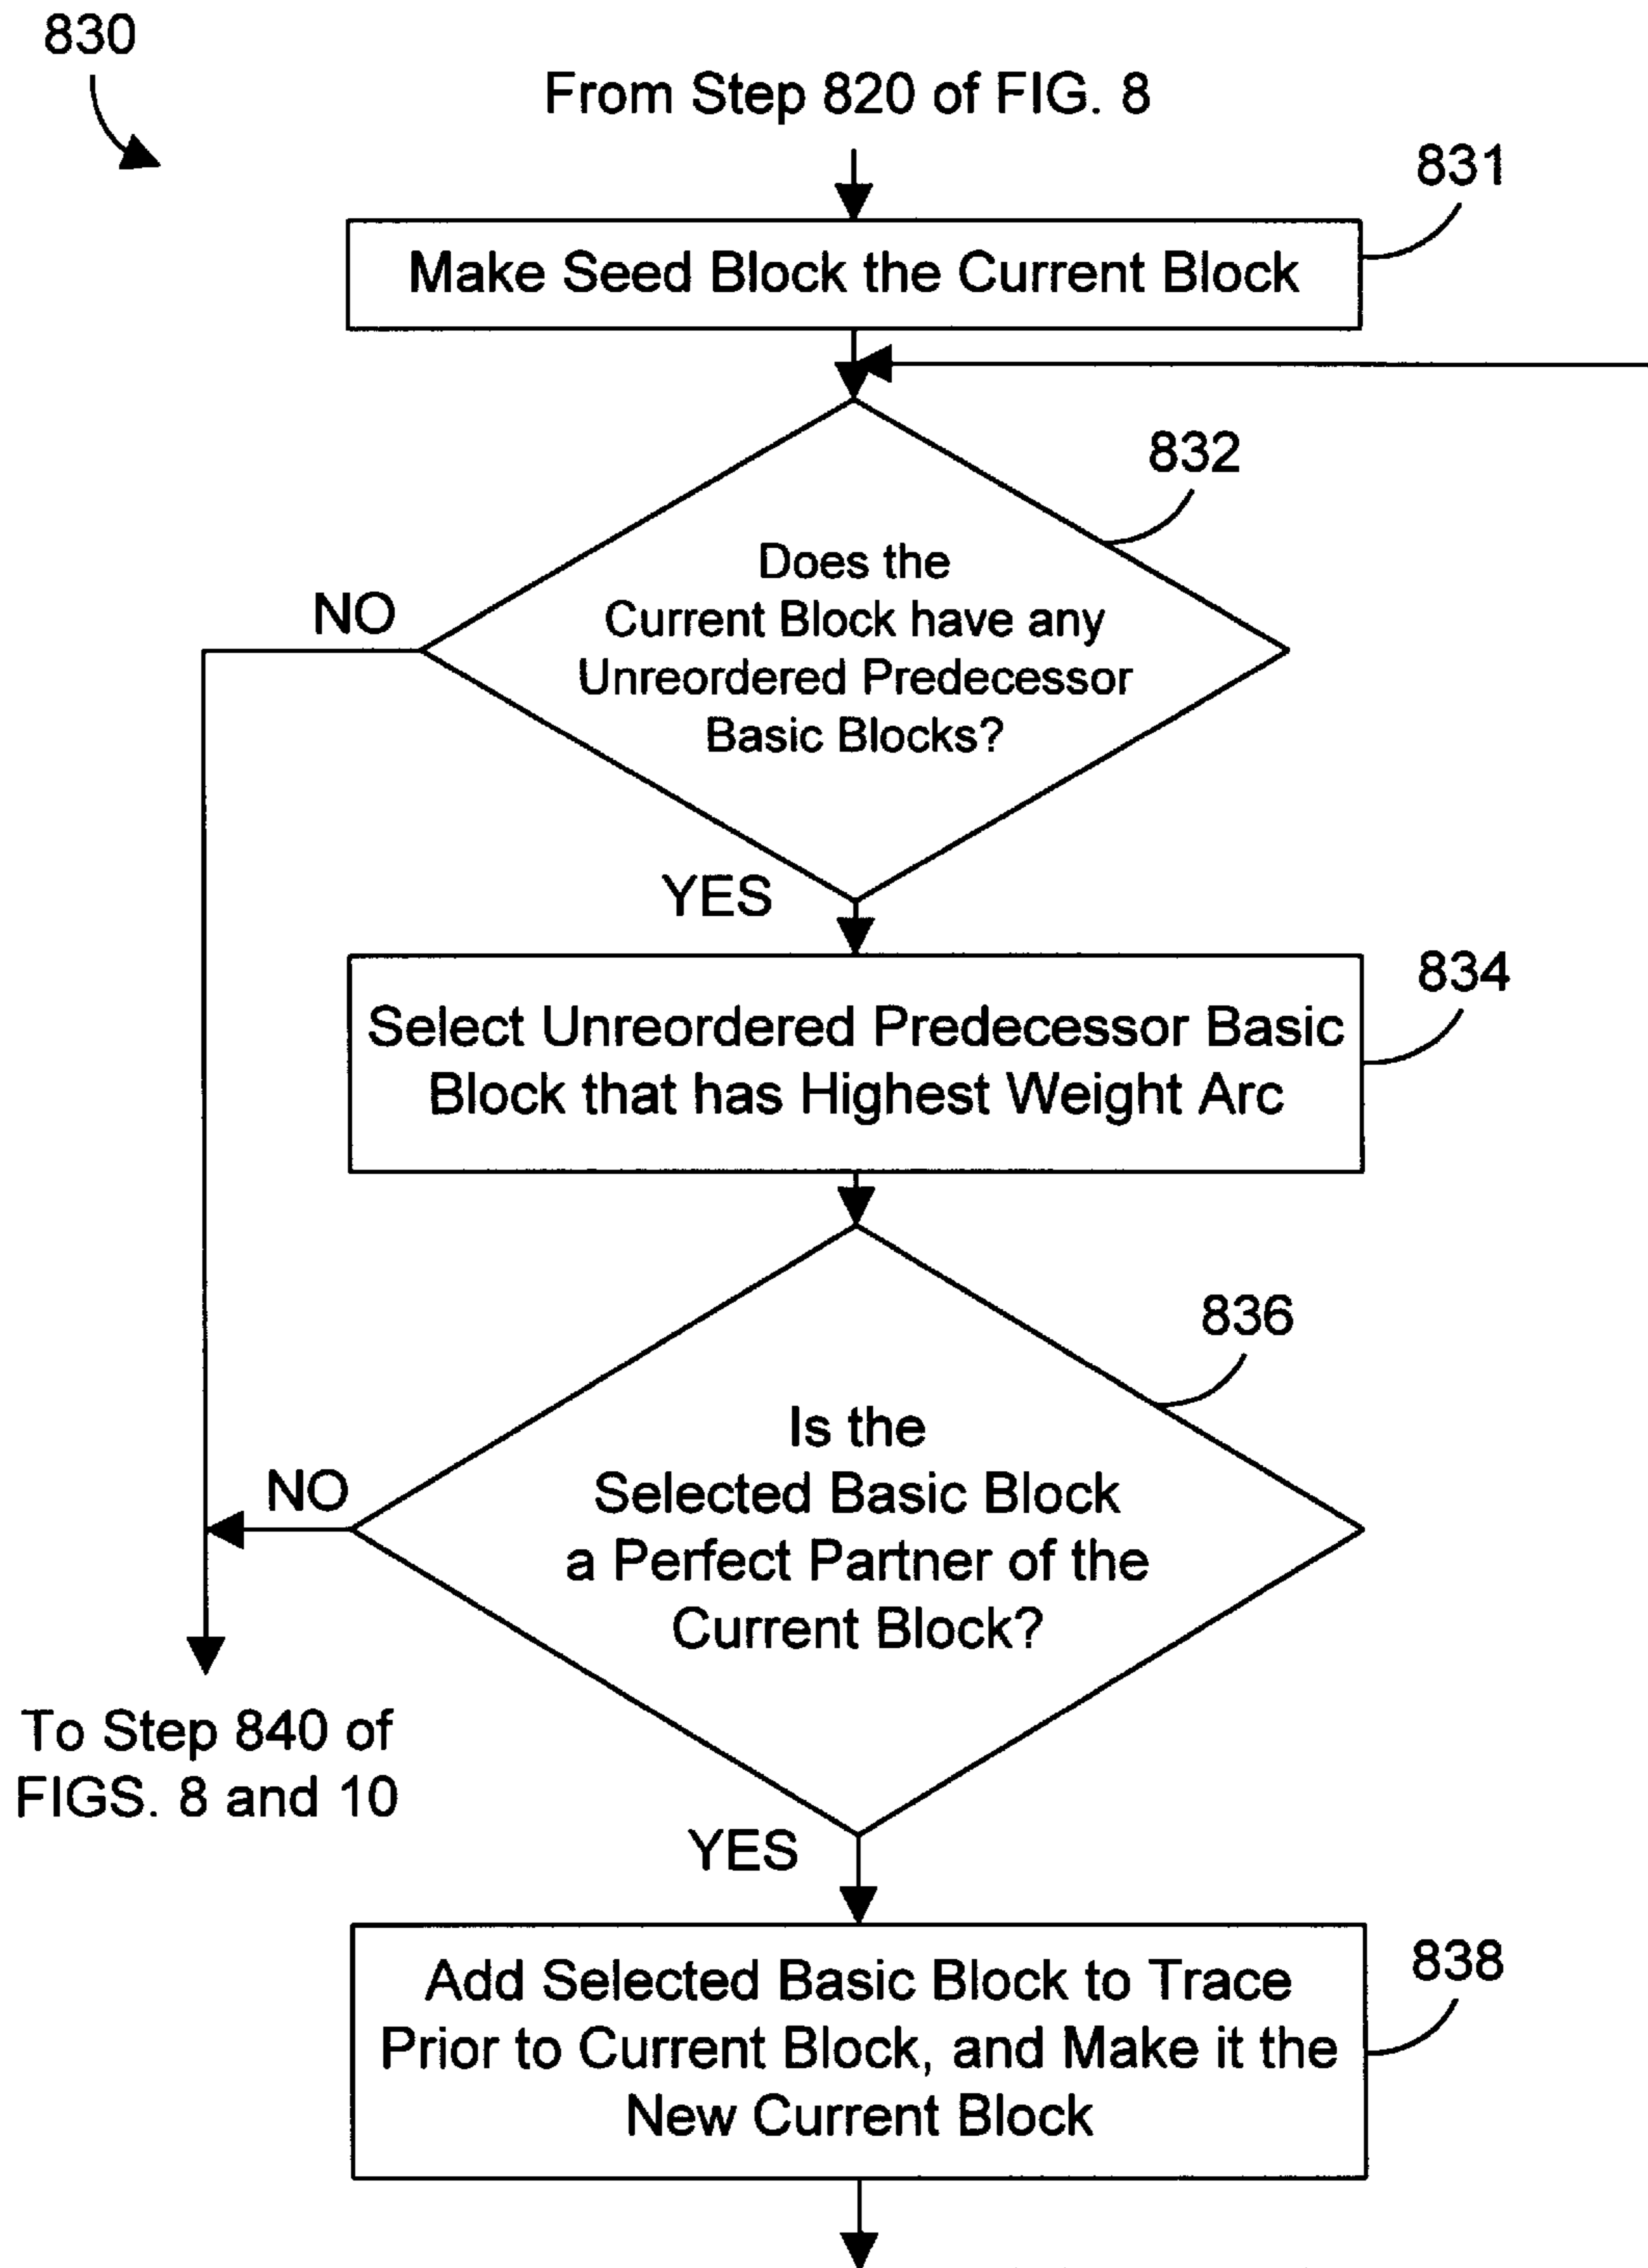 830
From Step 820 of FIG. 8
831
Make Seed Block the Current Block
832
Does the
Current Block have any
Unreordered Predecessor
Basic Blocks?
NO
YES
834
Select Unreordered Predecessor Basic
Block that has Highest Weight Arc
836
Is the
Selected Basic Block
a Perfect Partner of the
Current Block?
NO
To Step 840 of
FIGS. 8 and 10
YES
838
Add Selected Basic Block to Trace
Prior to Current Block, and Make it the
New Current Block